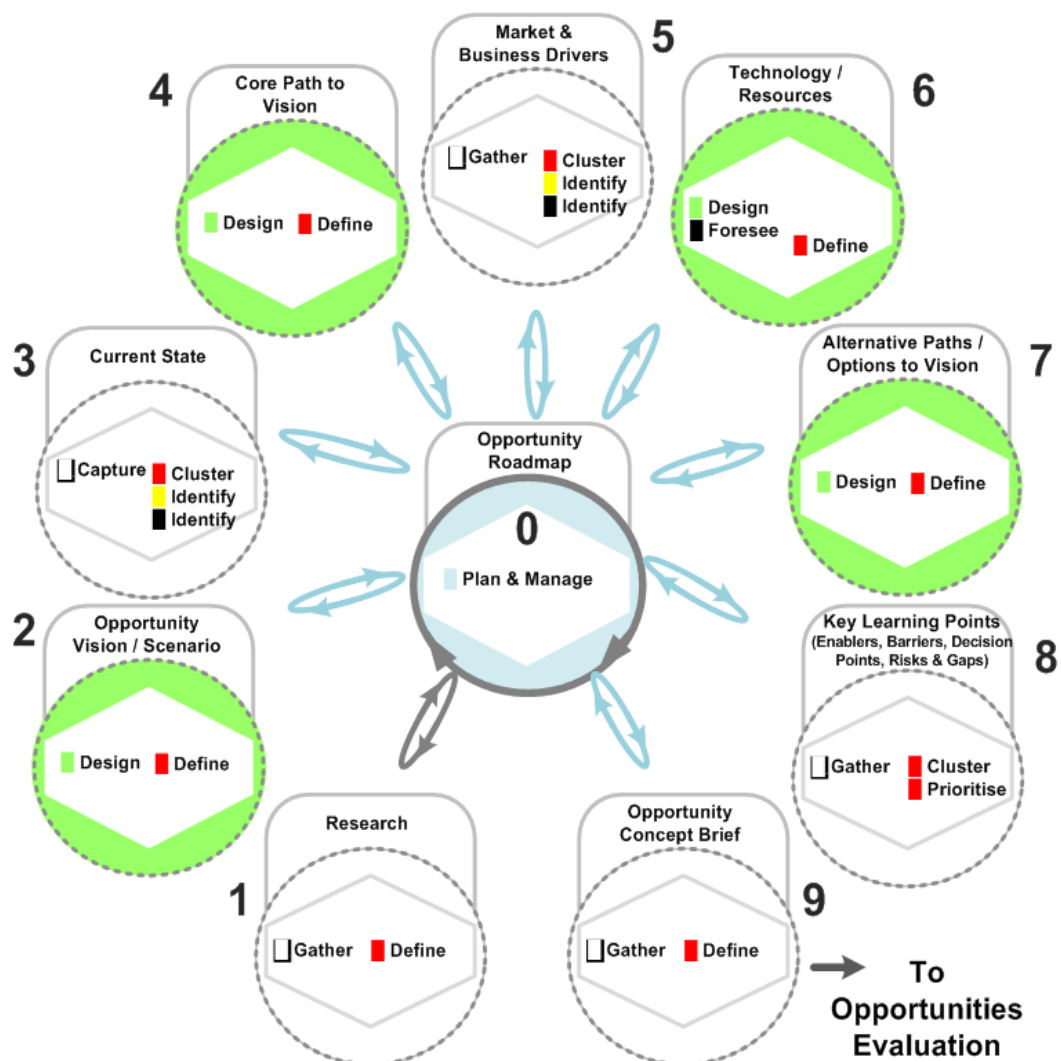 0
Opportunity
Roadmap
Plan & Manage
1
Research
Gather
Define
2
Opportunity
Vision / Scenario
Design
Define
3
Current State
Capture
Cluster
Identify
Identify
4
Core Path to
Vision
Design
Define
5
Market &
Business Drivers
Gather
Cluster
Identify
Identify
6
Technology /
Resources
Design
Foresee
Define
7
Alternative Paths /
Options to Vision
Design
Define
8
Key Learning Points
(Enablers, Barriers, Decision
Points, Risks & Gaps)
Gather
Cluster
Prioritise
9
Opportunity
Concept Brief
Gather
Define
To
Opportunities
Evaluation